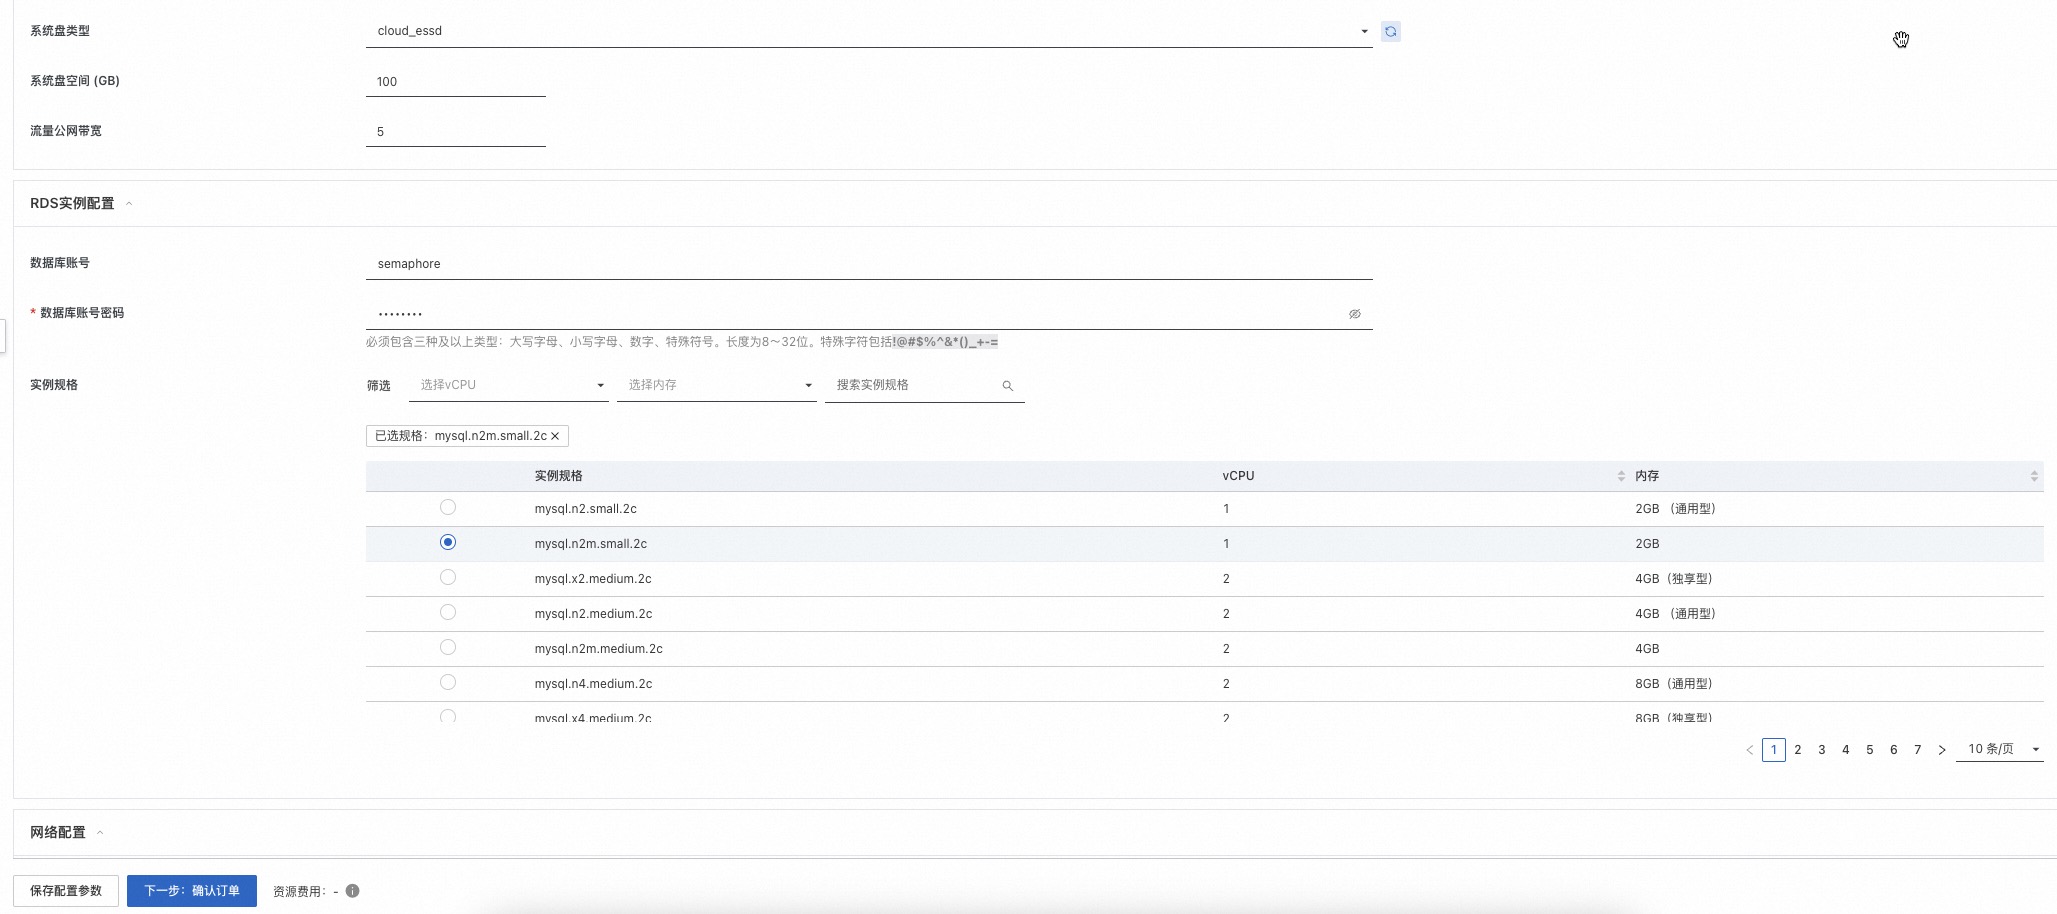 系统盘类型 cloud_essd
系统盘空间 (GB) 100
流量公网带宽 5
RDS实例配置
数据库账号 semaphore
* 数据库账号密码 ••••••••
必须包含三种及以上类型：大写字母、小写字母、数字、特殊符号。长度为8～32位。特殊字符包括!@#$%^&*()_+-=
实例规格 筛选 选择vCPU 选择内存 搜索实例规格
已选规格：mysql.n2m.small.2c ×
实例规格 vCPU 内存
mysql.n2.small.2c 1 2GB （通用型）
mysql.n2m.small.2c 1 2GB
mysql.x2.medium.2c 2 4GB（独享型）
mysql.n2.medium.2c 2 4GB （通用型）
mysql.n2m.medium.2c 2 4GB
mysql.n4.medium.2c 2 8GB（通用型）
mysql.x4.medium.2c 2 8GB（独享型）
< 1 2 3 4 5 6 7 > 10 条/页
网络配置
保存配置参数 下一步：确认订单 资源费用： -